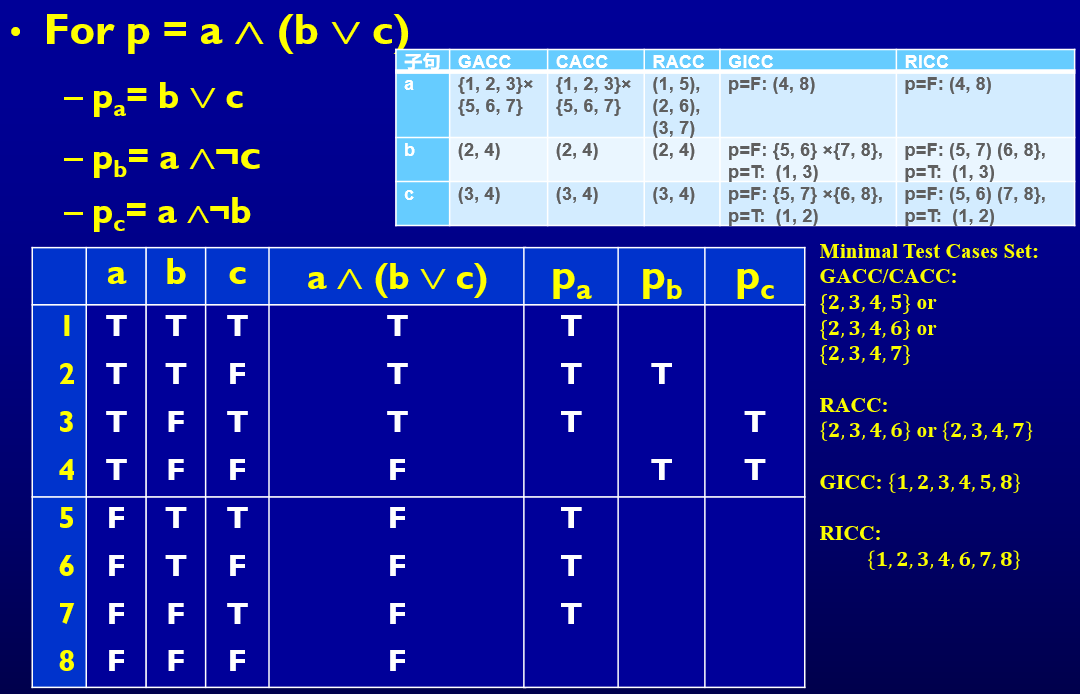 • For p = a ∧ (b ∨ c)
– pa= b ∨ c
– pb= a ∧¬c
– pc= a ∧¬b
子句 GACC CACC RACC GICC RICC
a {1, 2, 3}× {1, 2, 3}× (1, 5), p=F: (4, 8) p=F: (4, 8)
{5, 6, 7} {5, 6, 7} (2, 6),
(3, 7)
b (2, 4) (2, 4) (2, 4) p=F: {5, 6} ×{7, 8}, p=F: (5, 7) (6, 8),
p=T: (1, 3) p=T: (1, 3)
c (3, 4) (3, 4) (3, 4) p=F: {5, 7} ×{6, 8}, p=F: (5, 6) (7, 8),
p=T: (1, 2) p=T: (1, 2)
a b c a ∧ (b ∨ c) pa pb pc
1 T T T T T
2 T T F T T T
3 T F T T T T
4 T F F F T T
5 F T T F T
6 F T F F T
7 F F T F T
8 F F F F
Minimal Test Cases Set:
GACC/CACC:
{2, 3, 4, 5} or
{2, 3, 4, 6} or
{2, 3, 4, 7}
RACC:
{2, 3, 4, 6} or {2, 3, 4, 7}
GICC: {1, 2, 3, 4, 5, 8}
RICC:
{1, 2, 3, 4, 6, 7, 8}